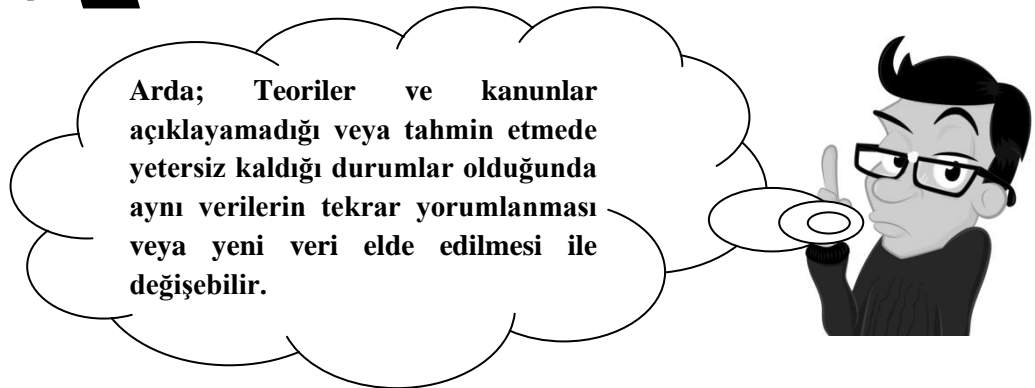 Arda; Teoriler ve kanunlar
açıklayamadığı veya tahmin etmede
yetersiz kaldığı durumlar olduğunda
aynı verilerin tekrar yorumlanması
veya yeni veri elde edilmesi ile
değişebilir.